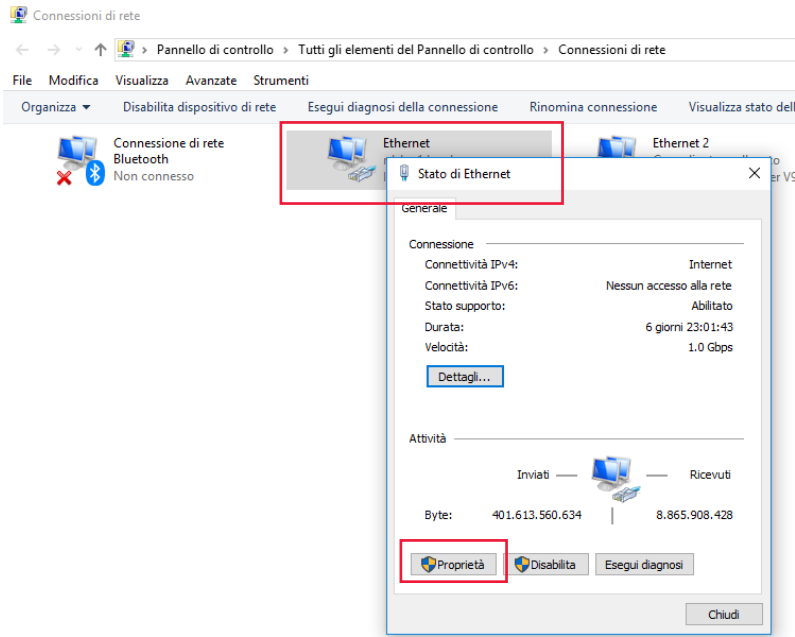 Connessioni di rete
Pannello di controllo > Tutti gli elementi del Pannello di controllo > Connessioni di rete
File Modifica Visualizza Avanzate Strumenti
Organizza Disabilita dispositivo di rete Esegui diagnosi della connessione Rinomina connessione Visualizza stato dell
Connessione di rete
Bluetooth
Non connesso
Ethernet
Ethernet 2
er V9
Stato di Ethernet
Generale
Connessione
Connettività IPv4: Internet
Connettività IPv6: Nessun accesso alla rete
Stato supporto: Abilitato
Durata: 6 giorni 23:01:43
Velocità: 1.0 Gbps
Dettagli...
Attività
Inviati Ricevuti
Byte: 401.613.560.634 8.865.908.428
Proprietà Disabilita Esegui diagnosi
Chiudi